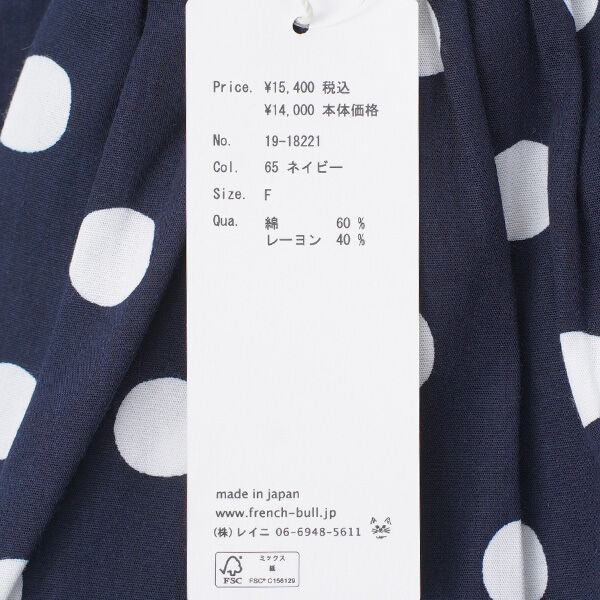 Price. ¥15,400 税込
¥14,000 本体価格
No. 19-18221
Col. 65 ネイビー
Size. F
Qua. 綿 60 %
レーヨン 40 %
made in japan
www.french-bull.jp
(株) レイニ 06-6948-5611
FSC
ミックス
紙
FSC® C156129